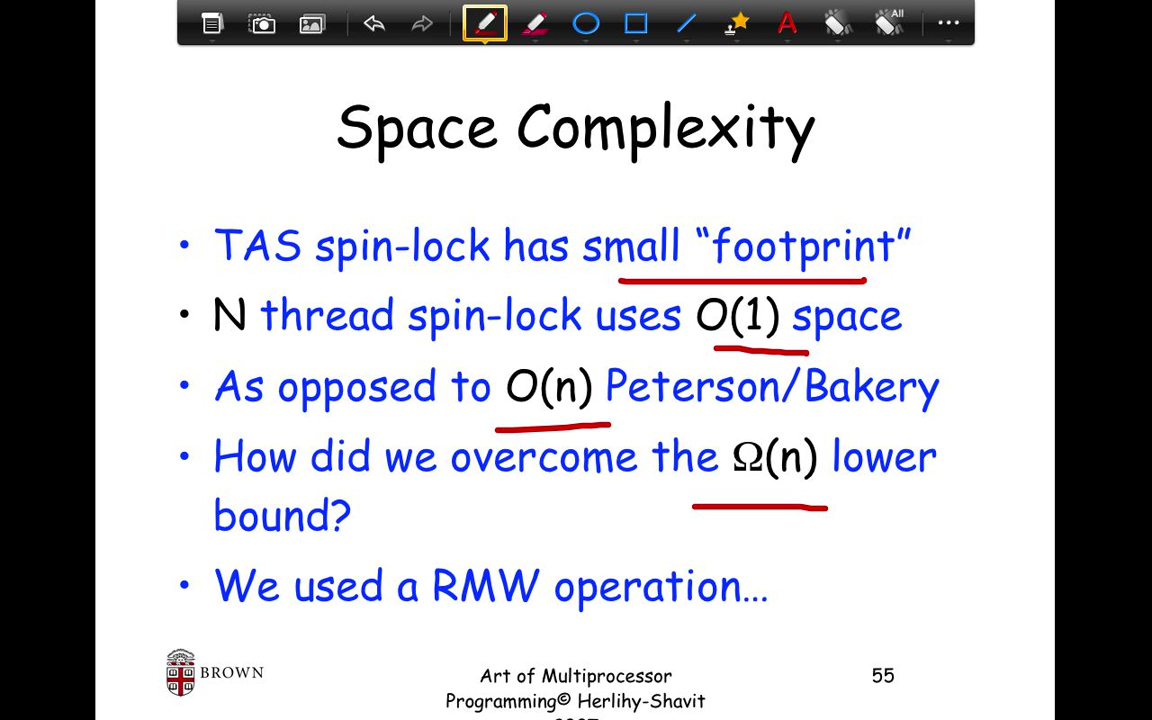 A All
Space Complexity
• TAS spin-lock has small “footprint”
• N thread spin-lock uses O(1) space
• As opposed to O(n) Peterson/Bakery
• How did we overcome the Ω(n) lower
bound?
• We used a RMW operation…
BROWN
Art of Multiprocessor
Programming© Herlihy-Shavit
55